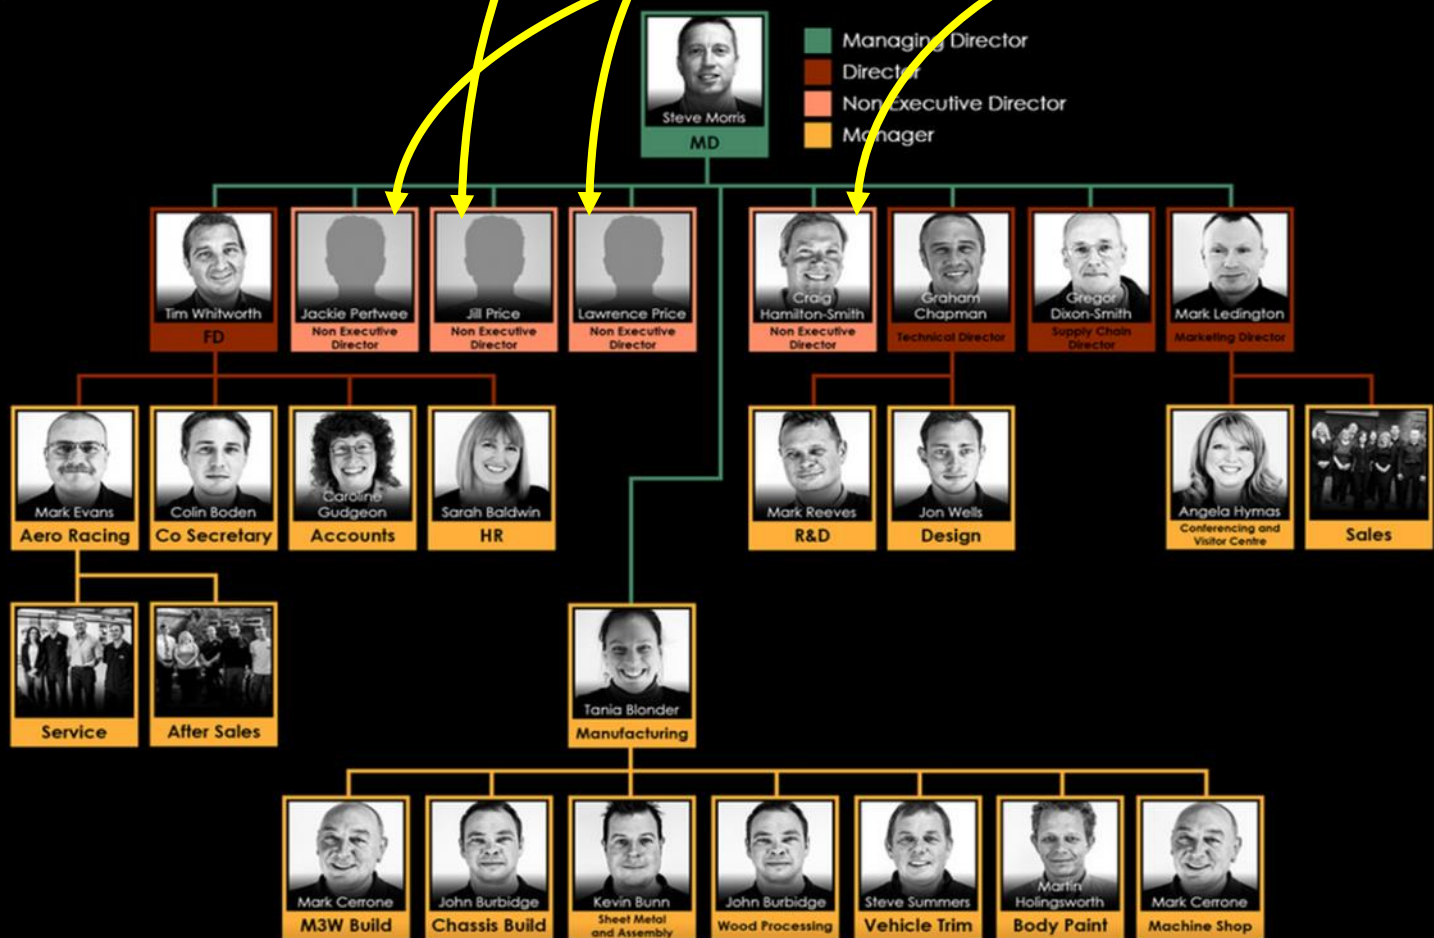 Steve Morris
MD
Managing Director
Director
Non Executive Director
Manager
Tim Whitworth
FD
Jackie Pertwee
Non Executive
Director
Jill Price
Non Executive
Director
Lawrence Price
Non Executive
Director
Craig
Hamilton-Smith
Non Executive
Director
Graham
Chapman
Technical Director
Gregor
Dixon-Smith
Supply Chain
Director
Mark Ledington
Marketing Director
Mark Evans
Aero Racing
Colin Boden
Co Secretary
Caroline
Gudgeon
Accounts
Sarah Baldwin
HR
Mark Reeves
R&D
Jon Wells
Design
Angela Hymas
Conferencing and
Visitor Centre
Sales
Service
After Sales
Tania Blonder
Manufacturing
Mark Cerrone
M3W Build
John Burbidge
Chassis Build
Kevin Bunn
Sheet Metal
and Assembly
John Burbidge
Wood Processing
Steve Summers
Vehicle Trim
Martin
Holingsworth
Body Paint
Mark Cerrone
Machine Shop